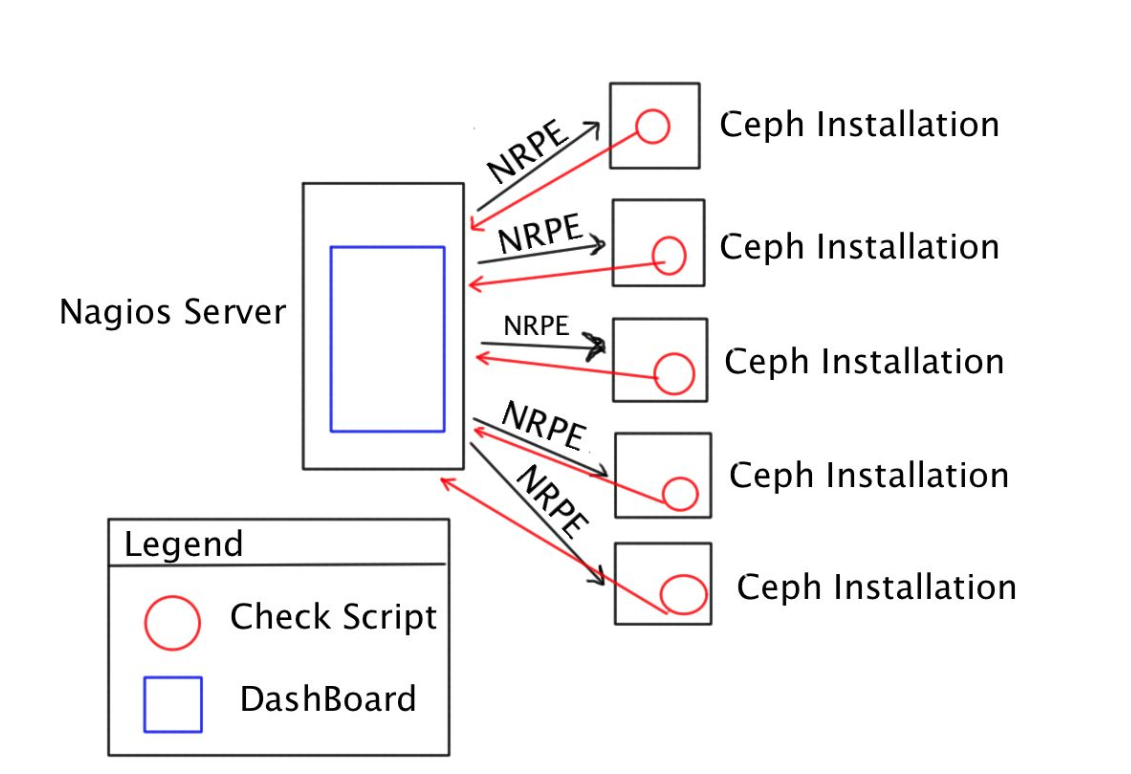 NRPE
Ceph Installation
NRPE
Ceph Installation
Nagios Server
NRPE
Ceph Installation
NRPE
Ceph Installation
NRPE
Ceph Installation
Legend
Check Script
DashBoard